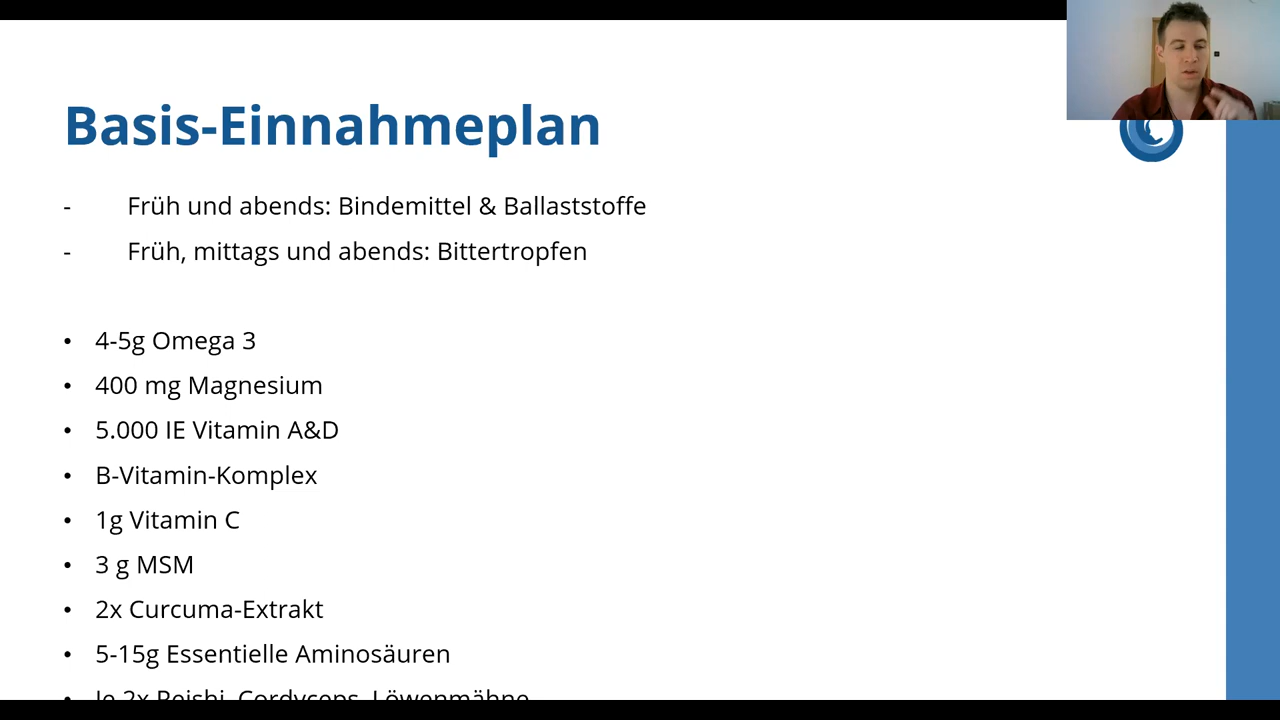 Basis-Einnahmeplan
- Früh und abends: Bindemittel & Ballaststoffe
- Früh, mittags und abends: Bittertropfen
• 4-5g Omega 3
• 400 mg Magnesium
• 5.000 IE Vitamin A&D
• B-Vitamin-Komplex
• 1g Vitamin C
• 3 g MSM
• 2x Curcuma-Extrakt
• 5-15g Essentielle Aminosäuren
• Je 2x Reishi, Cordyceps, Löwenmähne